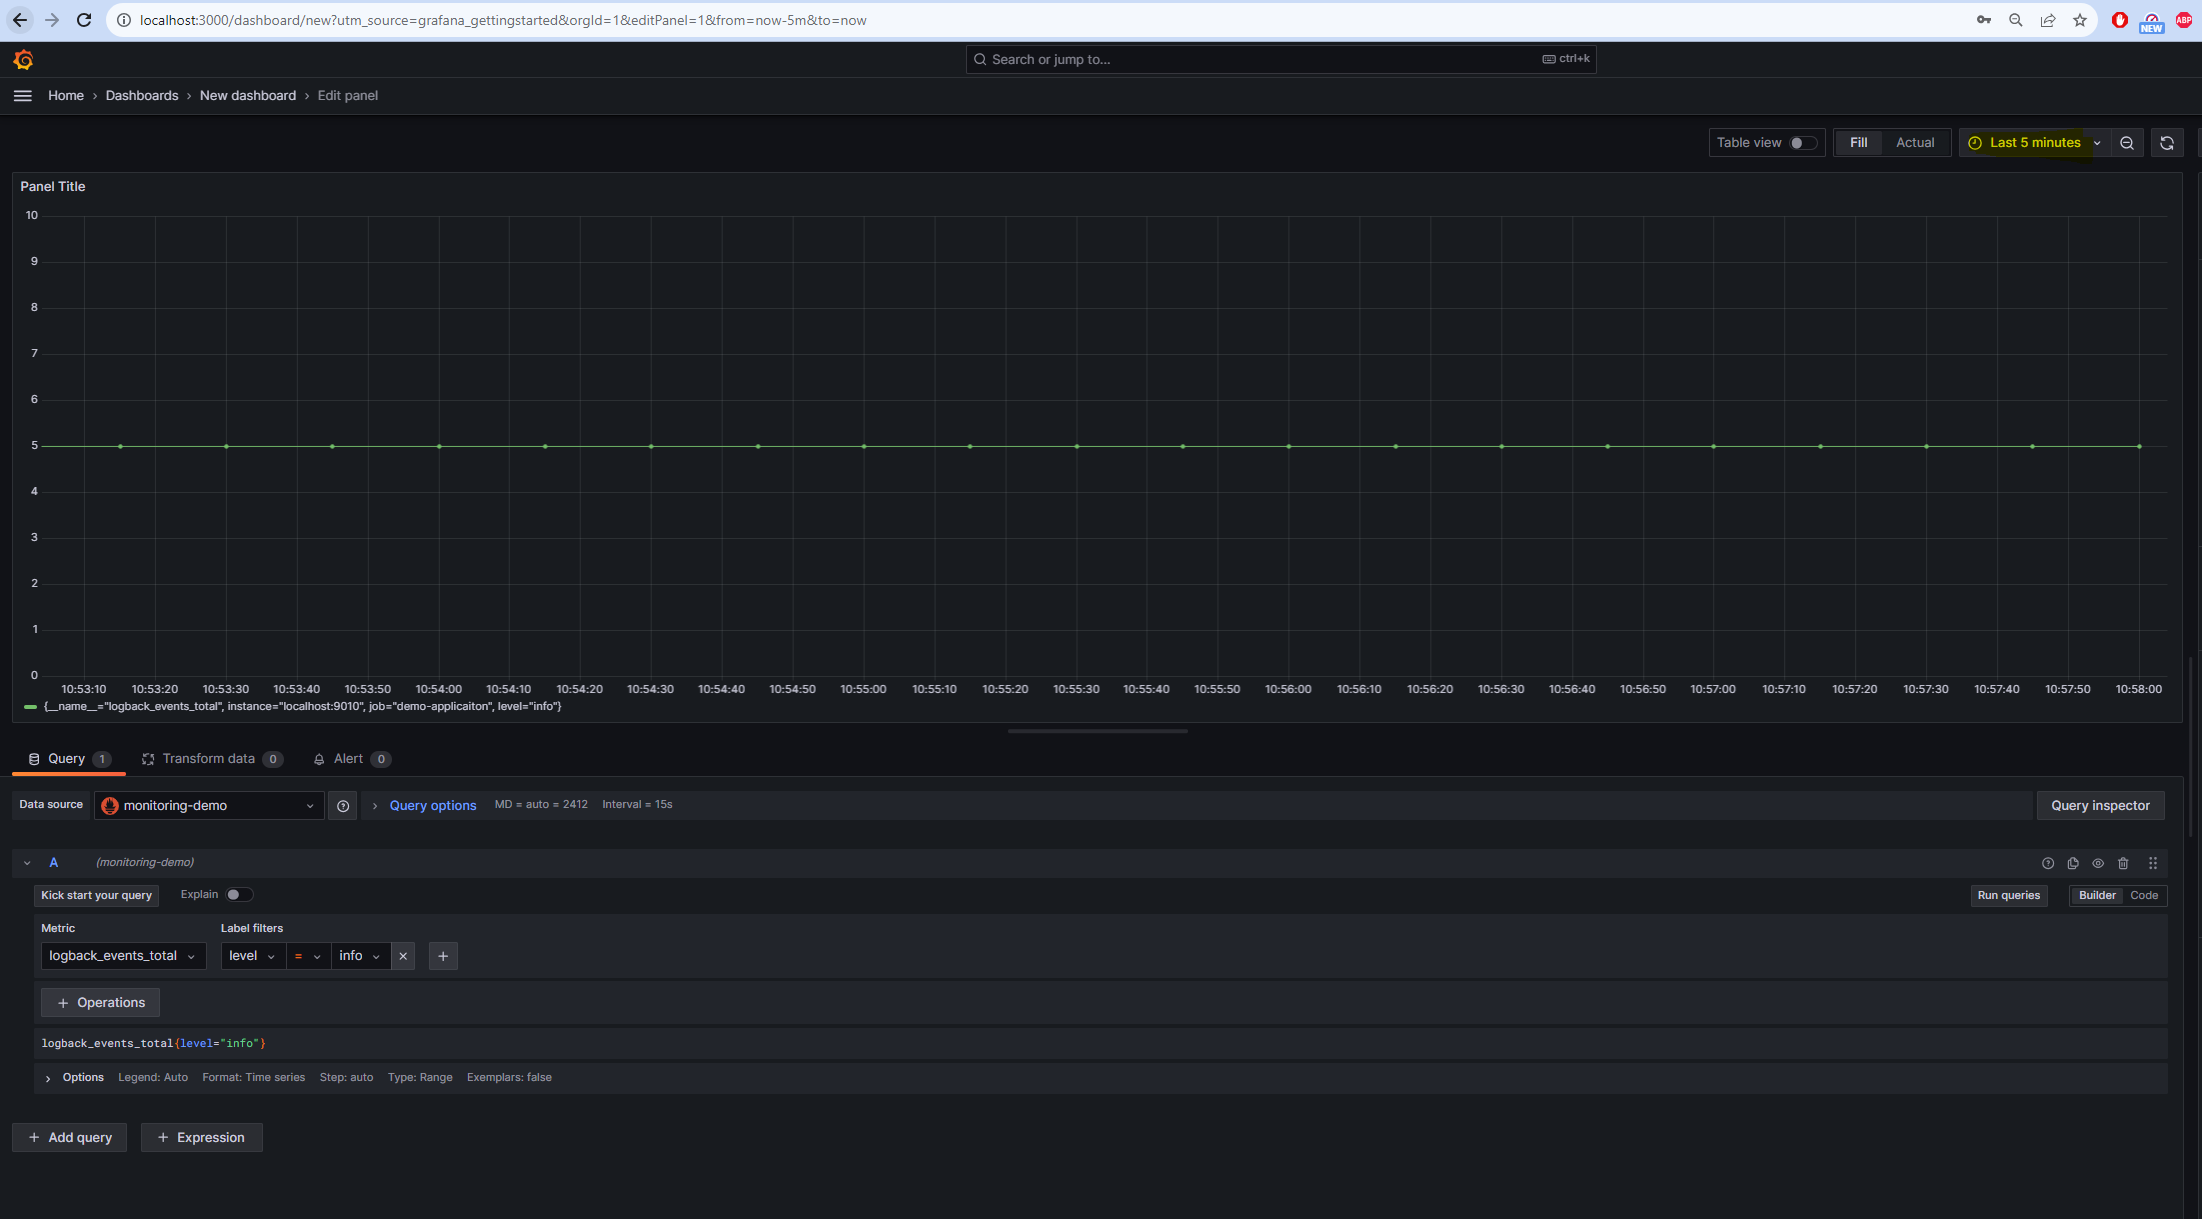 localhost:3000/dashboard/new?utm_source=grafana_gettingstarted&orgId=1&editPanel=1&from=now-5m&to=now
NEW
ABP
Search or jump to...
ctrl+k
Home › Dashboards › New dashboard › Edit panel
Table view
Fill
Actual
Last 5 minutes
Panel Title
10
9
8
7
6
5
4
3
2
1
0
10:53:10 10:53:20 10:53:30 10:53:40 10:53:50 10:54:00 10:54:10 10:54:20 10:54:30 10:54:40 10:54:50 10:55:00 10:55:10 10:55:20 10:55:30 10:55:40 10:55:50 10:56:00 10:56:10 10:56:20 10:56:30 10:56:40 10:56:50 10:57:00 10:57:10 10:57:20 10:57:30 10:57:40 10:57:50 10:58:00
{__name__="logback_events_total", instance="localhost:9010", job="demo-applicaiton", level="info"}
Query 1
Transform data 0
Alert 0
Data source
monitoring-demo
Query options
MD = auto = 2412
Interval = 15s
Query inspector
A
(monitoring-demo)
Kick start your query
Explain
Run queries
Builder
Code
Metric
Label filters
logback_events_total
level
=
info
+ Operations
logback_events_total{level="info"}
Options
Legend: Auto
Format: Time series
Step: auto
Type: Range
Exemplars: false
+ Add query
+ Expression